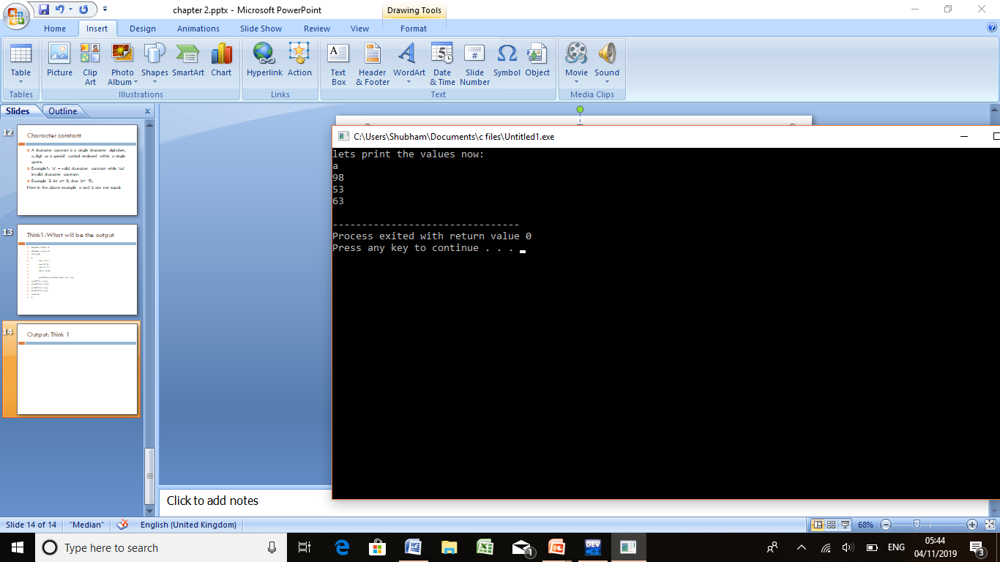 chapter 2.pptx - Microsoft PowerPoint
Drawing Tools
Home Insert Design Animations Slide Show Review View Format
Table
Picture
Clip Art
Photo Album
Shapes
SmartArt
Chart
Hyperlink
Action
Text Box
Header & Footer
WordArt
Date & Time
Slide Number
Symbol
Object
Movie
Sound
Tables
Illustrations
Links
Text
Media Clips
Slides Outline x
12
Character constant
A character constant is a single character alphabet,
a digit or a special symbol enclosed within a single
quote.
Example1: 'a' – valid character constant while 'aa'
invalid character constant.
Example 2: int a= 5; char b= '5';
Here in the above example a and b are not equal.
13
Think1:What will be the output
14
Output: Think 1
C:\Users\Shubham\Documents\c files\Untitled1.exe
lets print the values now:
a
98
53
63
--------------------------------
Process exited with return value 0
Press any key to continue . . .
Click to add notes
Slide 14 of 14
"Median"
English (United Kingdom)
68%
Type here to search
1
DEV
ENG
05:44
04/11/2019
3